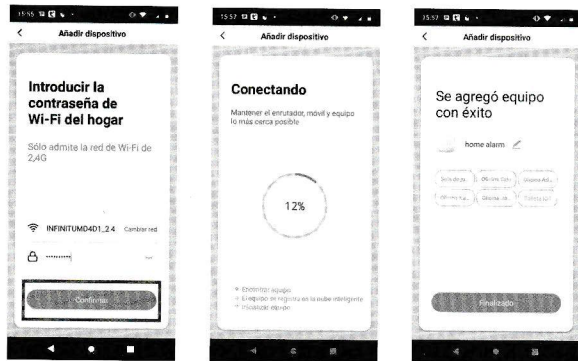 15:55
Añadir dispositivo
Introducir la
contraseña de
Wi-Fi del hogar
Sólo admite la red de Wi-Fi de
2,4G
INFINITUMD4D1_2.4 Cambiar red
Confirmar
15:57
Añadir dispositivo
Conectando
Mantener el enrutador, móvil y equipo
lo más cerca posible
12%
Encontrar equipo
El equipo se registra en la nube inteligente
Inicializar equipo
15:57
Añadir dispositivo
Se agregó equipo
con éxito
home alarm
Finalizado